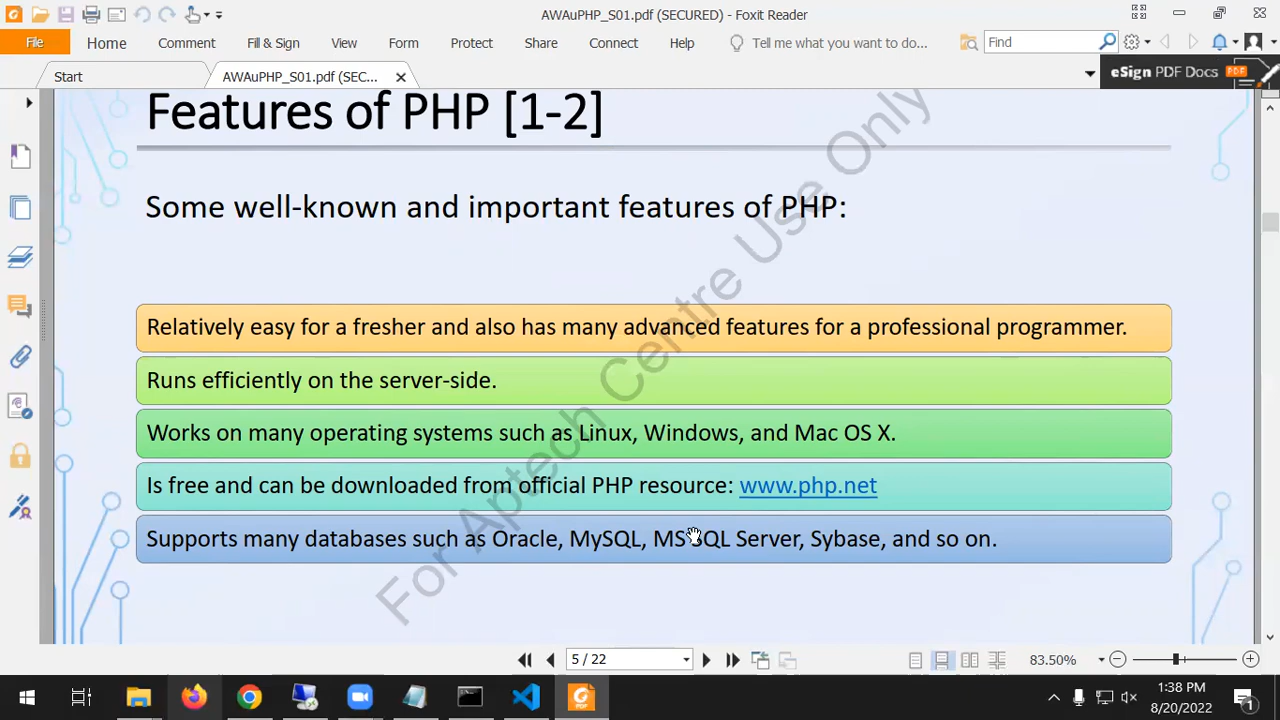 AWAuPHP_S01.pdf (SECURED) - Foxit Reader
File Home Comment Fill & Sign View Form Protect Share Connect Help Tell me what you want to do... Find
Start AWAuPHP_S01.pdf (SEC... eSign PDF Docs
Features of PHP [1-2]
Some well-known and important features of PHP:
Relatively easy for a fresher and also has many advanced features for a professional programmer.
Runs efficiently on the server-side.
Works on many operating systems such as Linux, Windows, and Mac OS X.
Is free and can be downloaded from official PHP resource: www.php.net
Supports many databases such as Oracle, MySQL, MS SQL Server, Sybase, and so on.
For Aptech Centre Use Only
5 / 22 83.50%
1:38 PM
8/20/2022
1